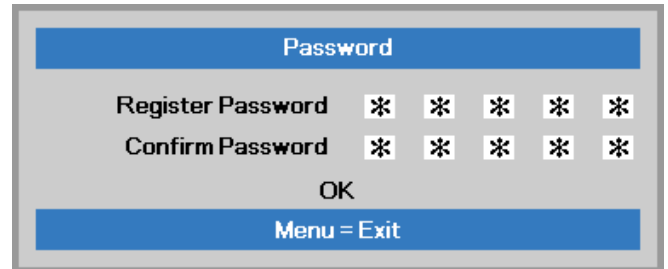 Password
Register Password * * * * *
Confirm Password * * * * *
OK
Menu = Exit